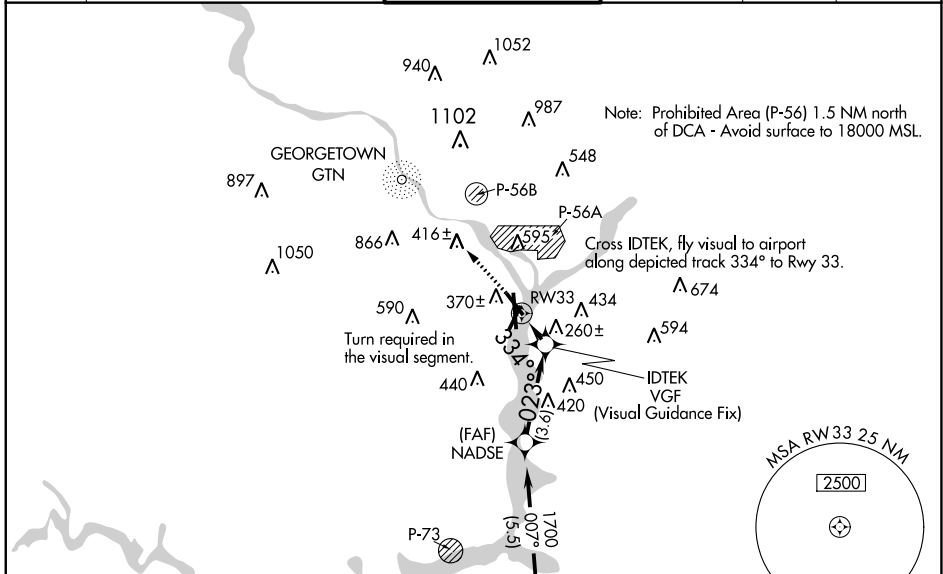 1052
940
987
1102
Note: Prohibited Area (P-56) 1.5 NM north
of DCA - Avoid surface to 18000 MSL.
GEORGETOWN
GTN
548
897
P-56B
P-56A
866
416±
595
Cross IDTEK, fly visual to airport
along depicted track 334° to Rwy 33.
1050
674
370±
RW33
434
590
260±
594
Turn required in
the visual segment.
334°
440
450
IDTEK
VGF
(Visual Guidance Fix)
420
023°
(3.6)
(FAF)
NADSE
MSA RW33 25 NM
2500
1700
007°
(5.5)
P-73